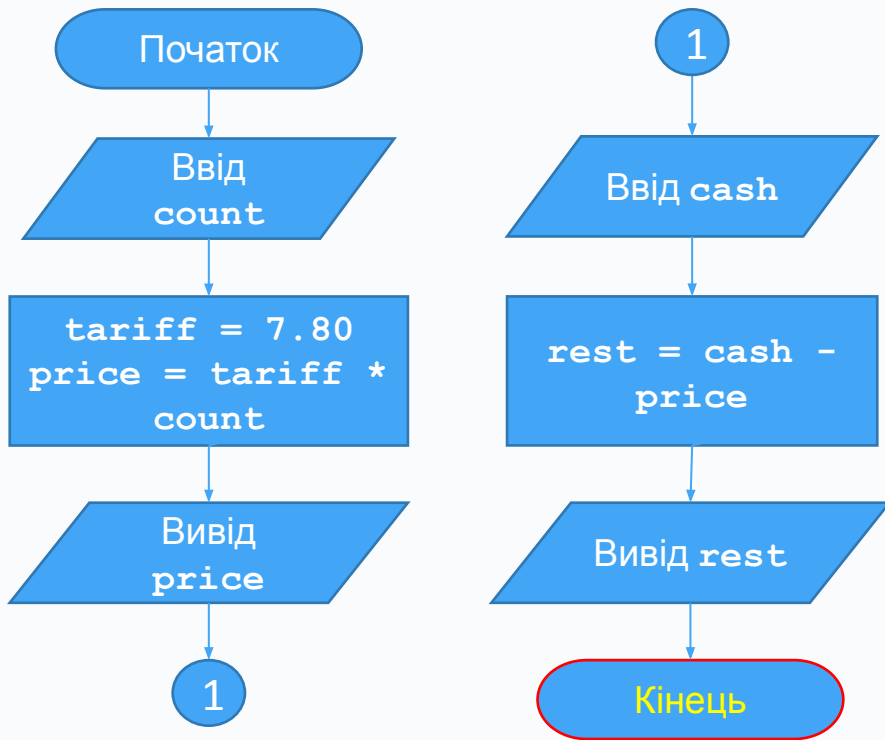 Початок
Ввід
count
tariff = 7.80
price = tariff *
count
Вивід
price
1
1
Ввід cash
rest = cash -
price
Вивід rest
Кінець